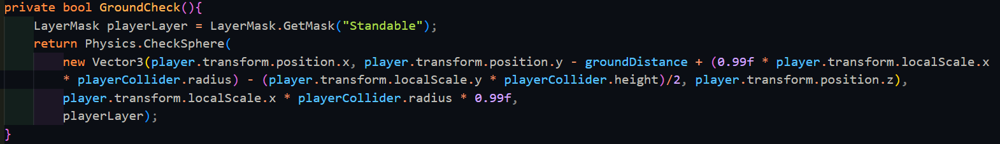 private bool GroundCheck(){
    LayerMask playerLayer = LayerMask.GetMask("Standable");
    return Physics.CheckSphere(
        new Vector3(player.transform.position.x, player.transform.position.y - groundDistance + (0.99f * player.transform.localScale.x
        * playerCollider.radius) - (player.transform.localScale.y * playerCollider.height)/2, player.transform.position.z),
        player.transform.localScale.x * playerCollider.radius * 0.99f,
        playerLayer);
}